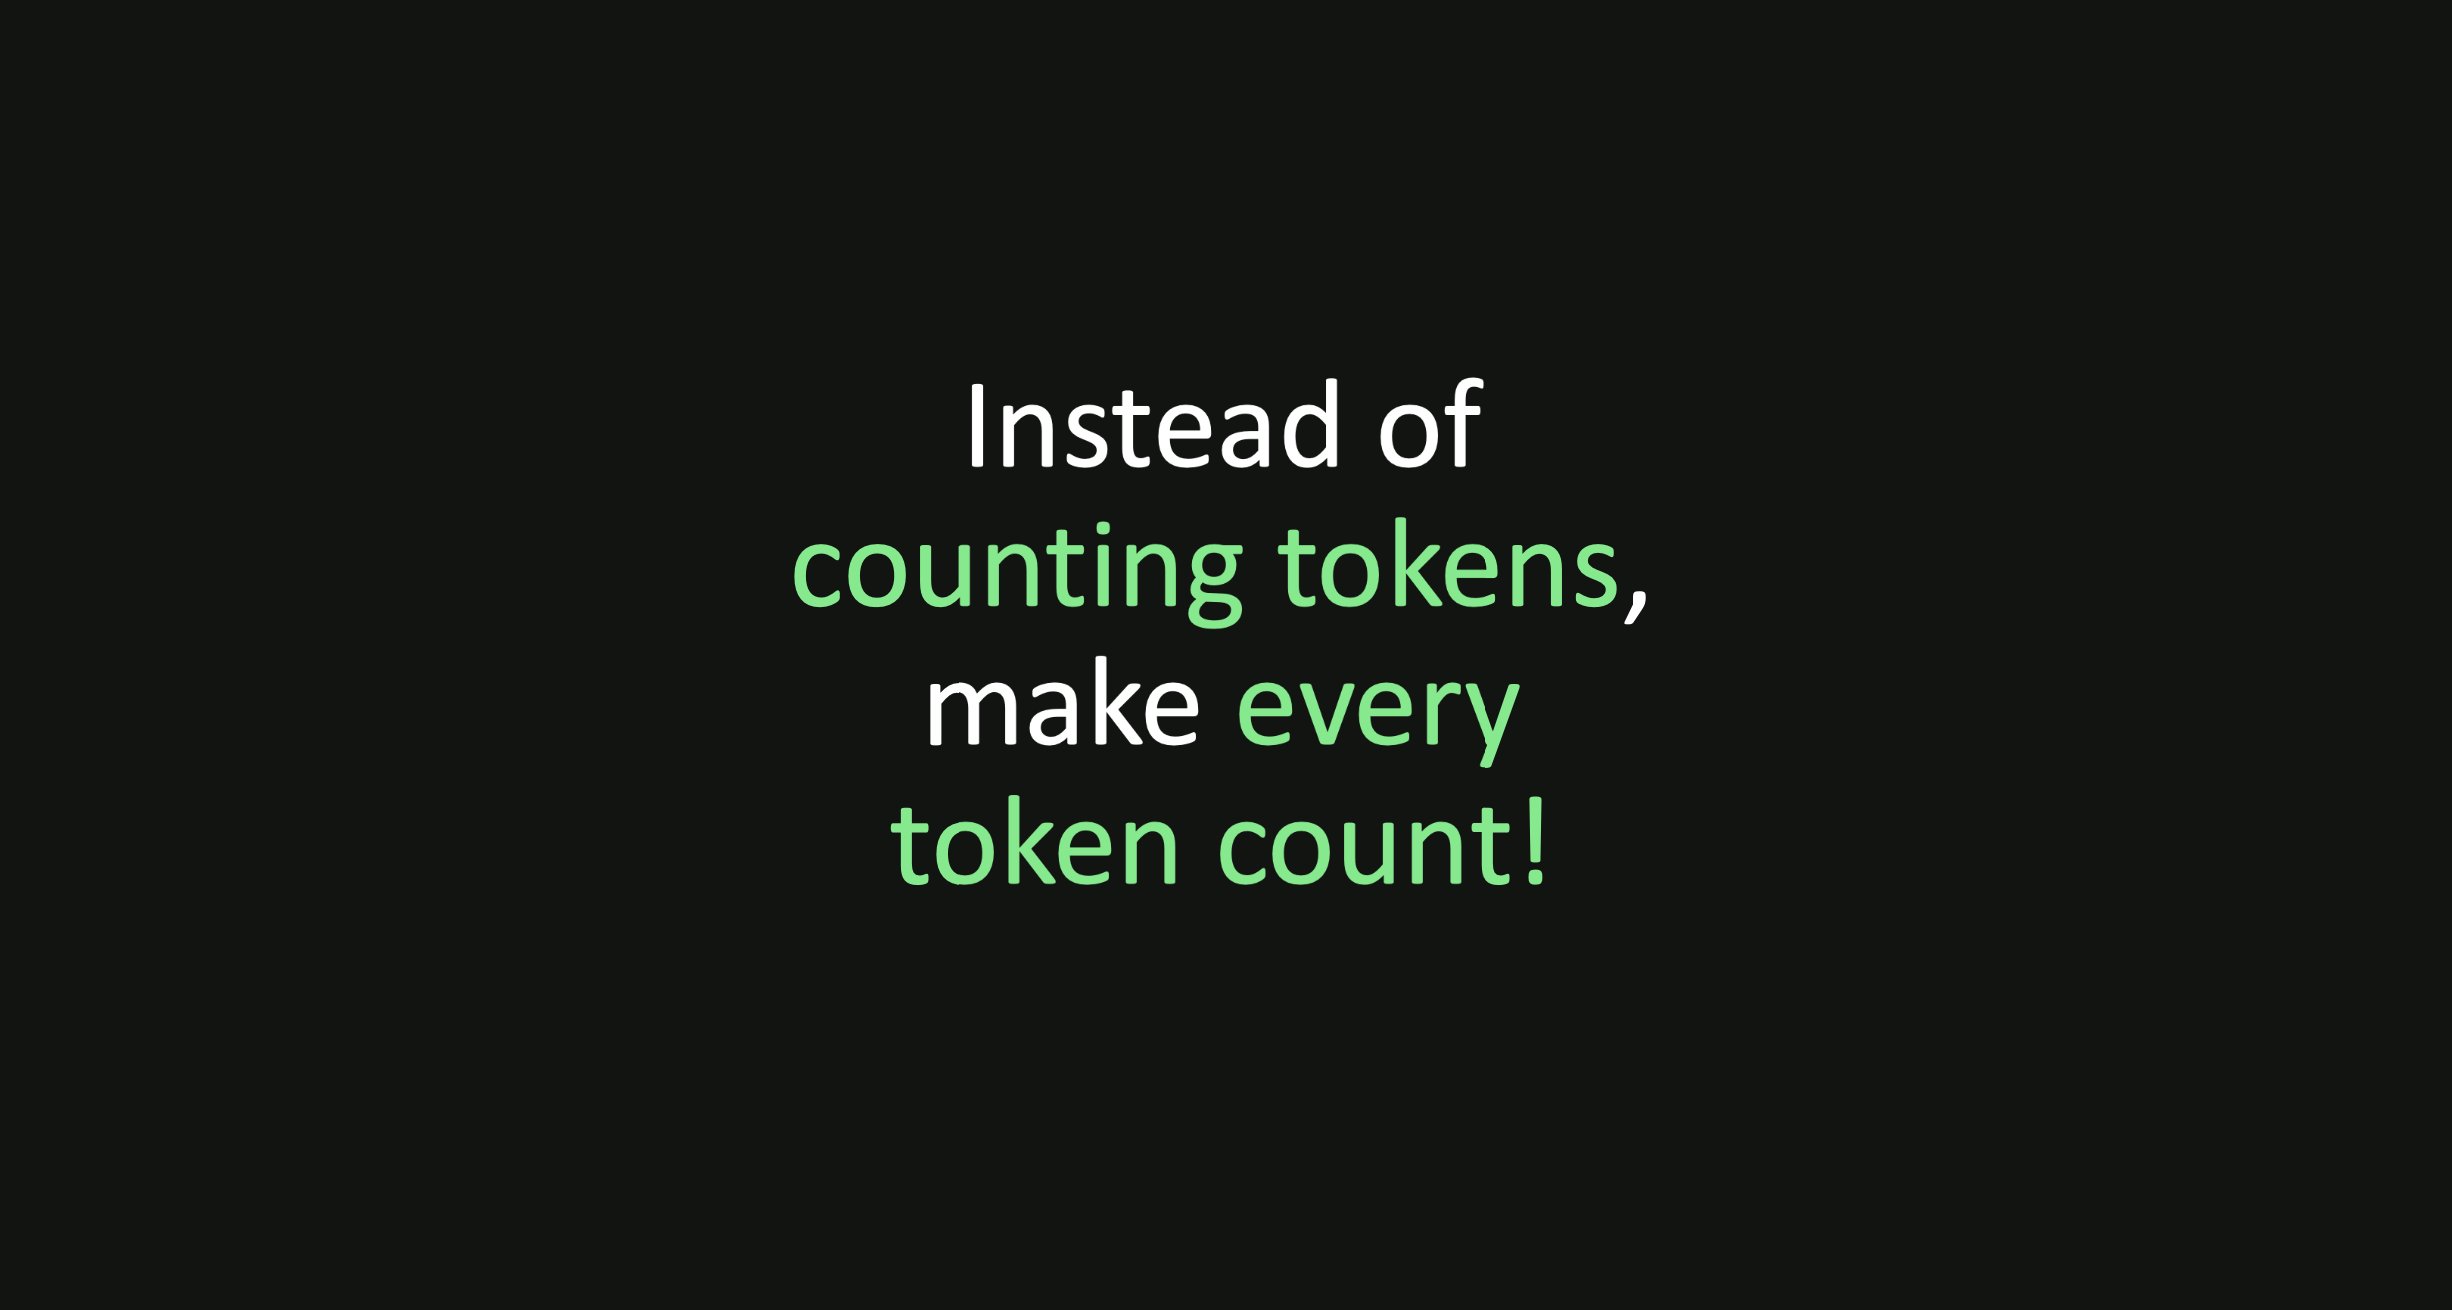 Instead of
counting tokens,
make every
token count!